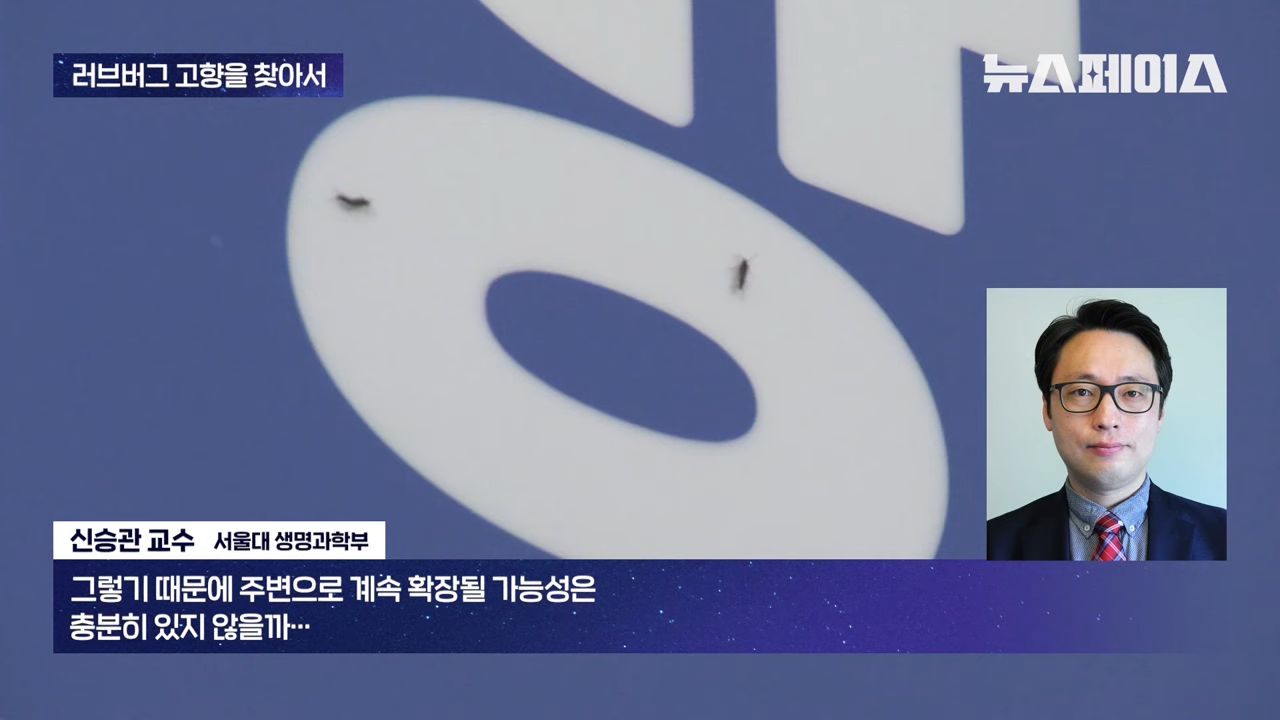 러브버그 고향을 찾아서
뉴스페이스
신승관 교수 서울대 생명과학부
그렇기 때문에 주변으로 계속 확장될 가능성은
충분히 있지 않을까…